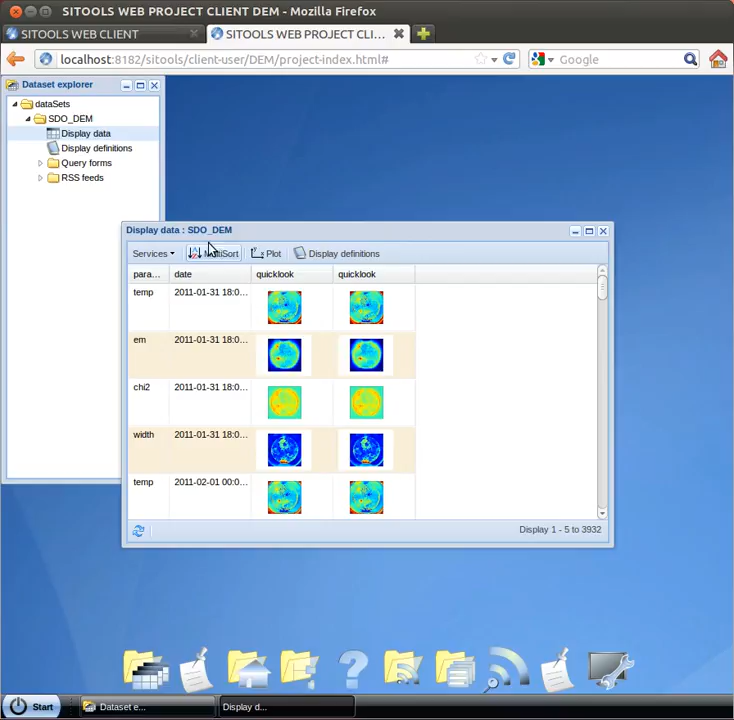 SITOOLS WEB PROJECT CLIENT DEM - Mozilla Firefox
SITOOLS WEB CLIENT
SITOOLS WEB PROJECT CLI...
localhost:8182/sitools/client-user/DEM/project-index.html#
Google
Dataset explorer
dataSets
SDO_DEM
Display data
Display definitions
Query forms
RSS feeds
Display data : SDO_DEM
Services
MultiSort
Plot
Display definitions
para...
date
quicklook
quicklook
temp
2011-01-31 18:0...
em
2011-01-31 18:0...
chi2
2011-01-31 18:0...
width
2011-01-31 18:0...
temp
2011-02-01 00:0...
Display 1 - 5 to 3932
Start
Dataset e...
Display d...